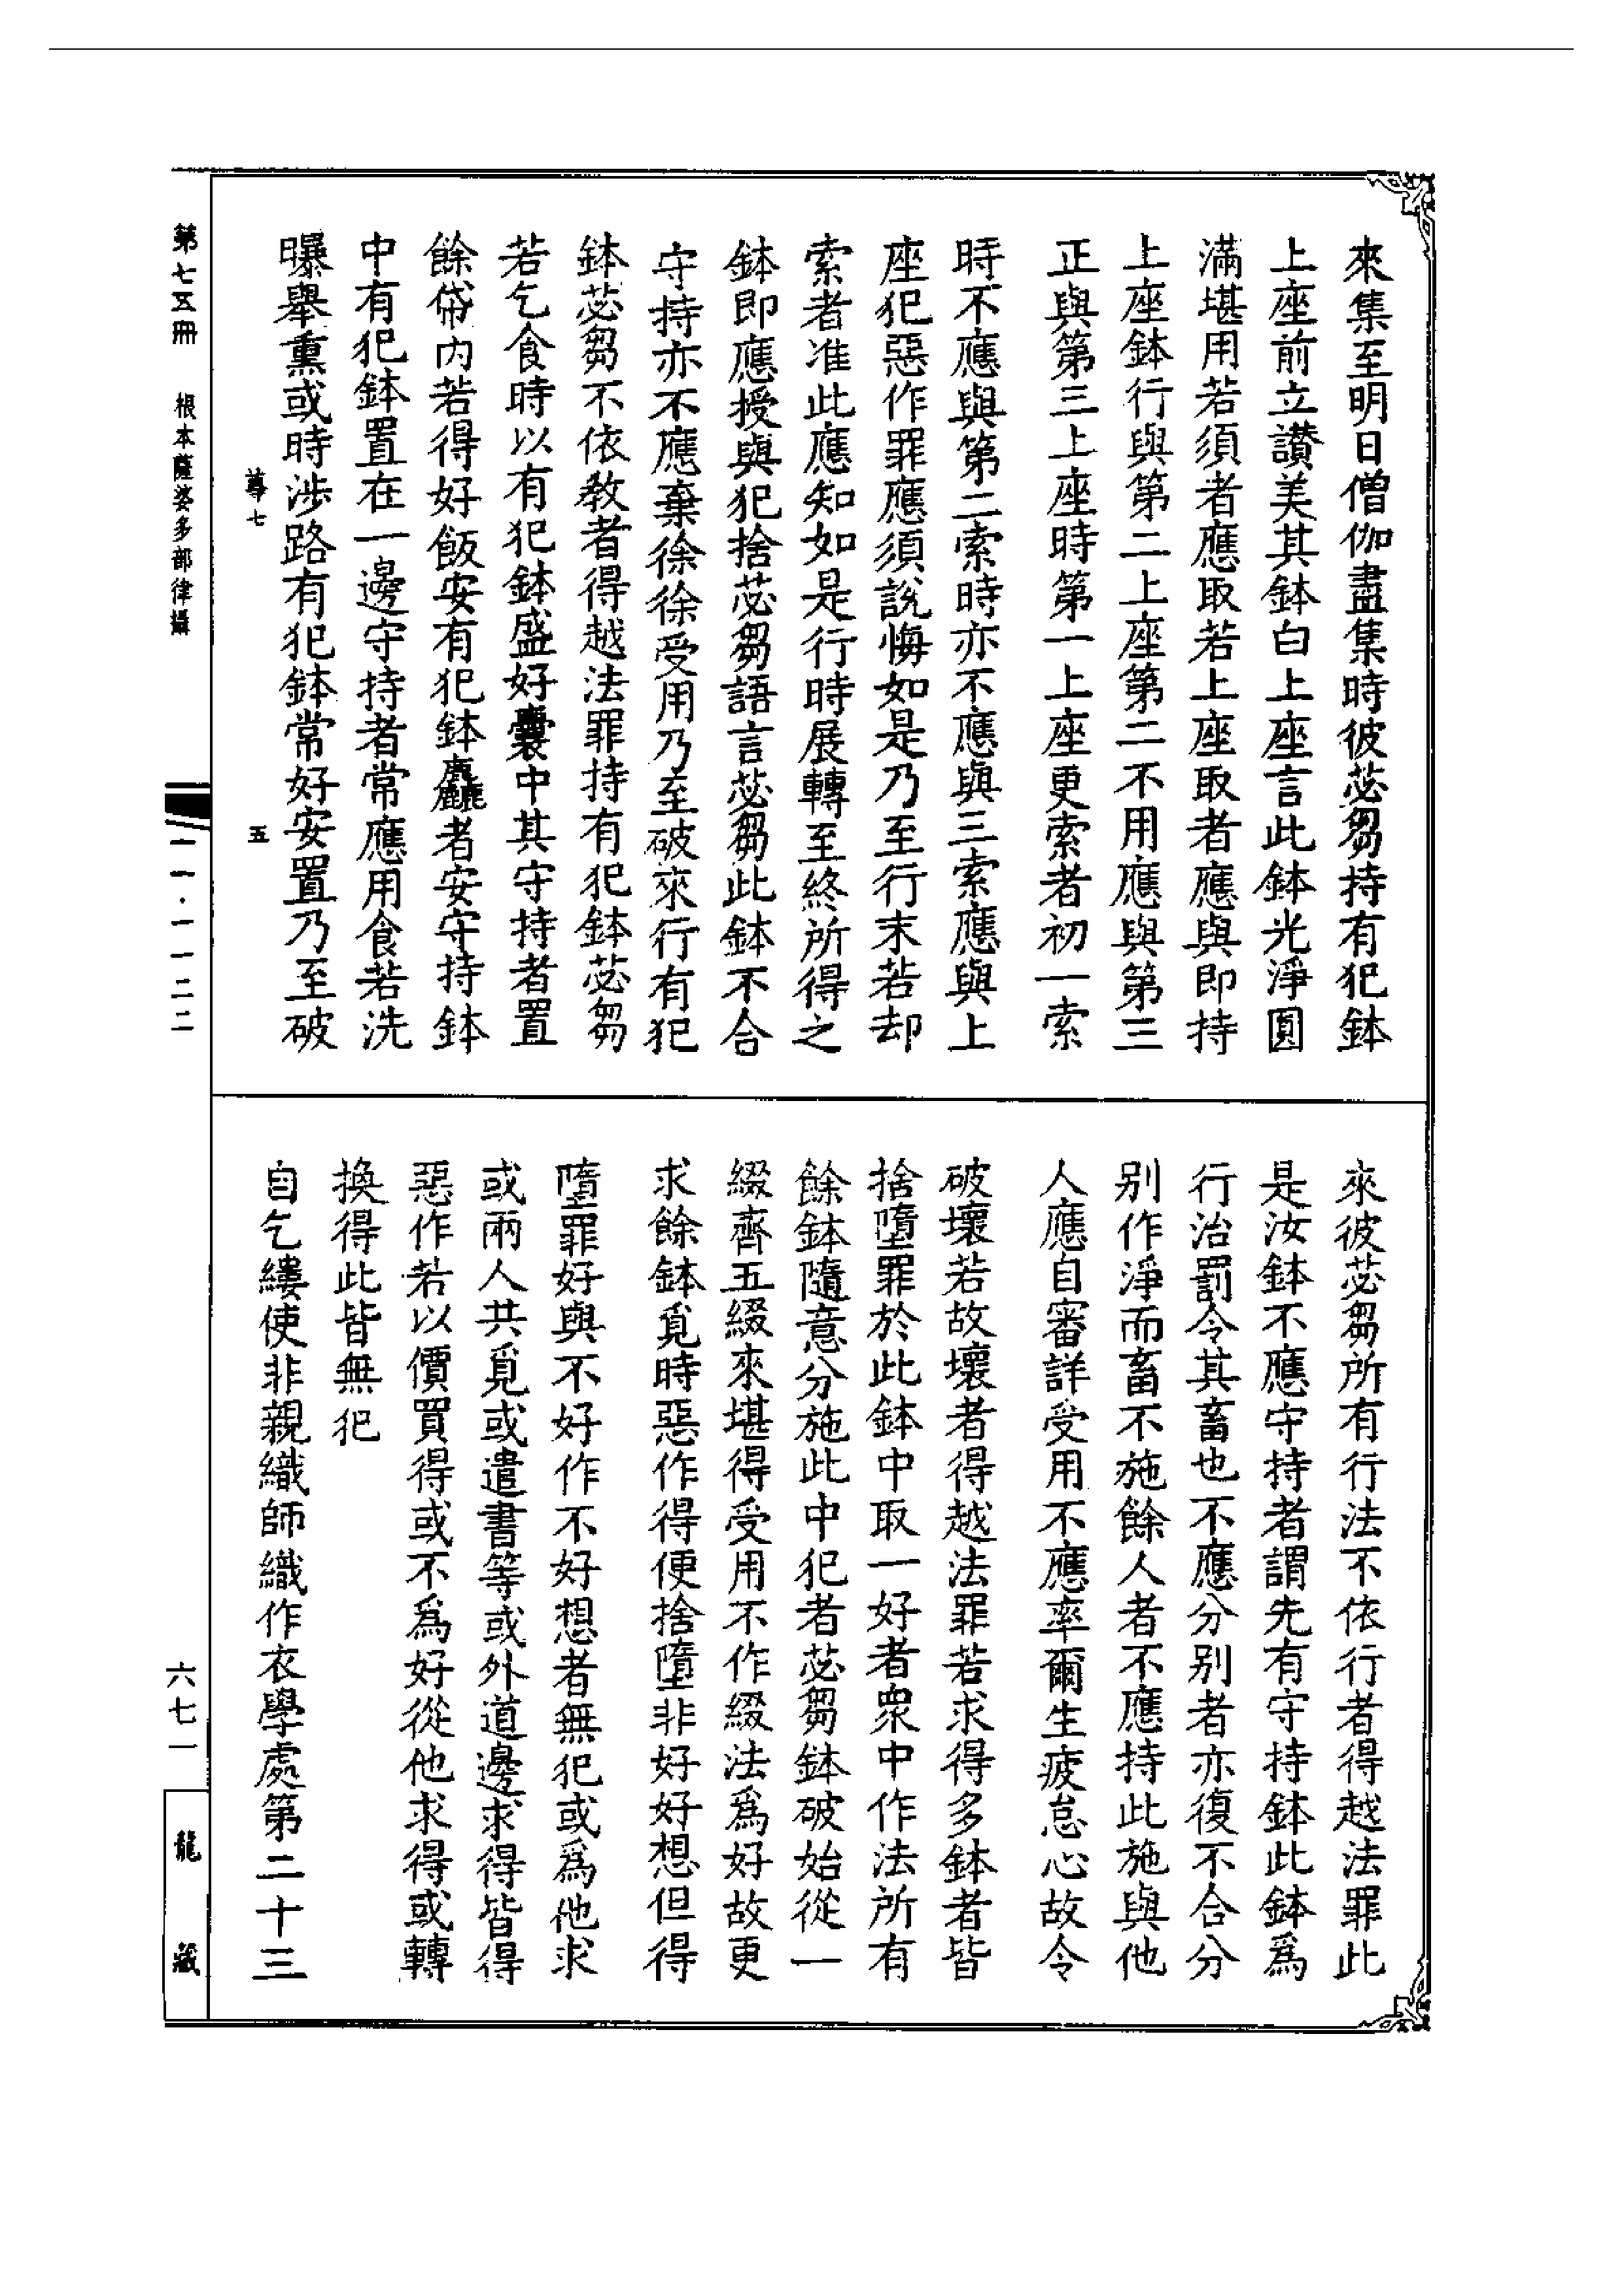 來集至明日僧伽盡集時彼苾芻持有犯鉢
上座前立讚美其鉢白上座言此鉢光淨圓
滿堪用若須者應取若上座取者應與即持
上座鉢行與第二上座第二不用應與第三
正與第三上座時第一上座更索者初一索
時不應與第二索時亦不應與三索應與上
座犯惡作罪應須說悔如是乃至行末若却
索者准此應知如是行時展轉至終所得之
鉢即應授與犯捨苾芻語言苾芻此鉢不合
守持亦不應棄徐徐受用乃至破來行有犯
鉢苾芻不依教者得越法罪持有犯鉢苾芻
若乞食時以有犯鉢盛好囊中其守持者置
餘帒內若得好飯安有犯鉢麤者安守持鉢
中有犯鉢置在一邊守持者常應用食若洗
曝舉熏或時涉路有犯鉢常好安置乃至破
尊七 五
來彼苾芻所有行法不依行者得越法罪此
是汝鉢不應守持者謂先有守持鉢此鉢爲
行治罰令其畜也不應分別者亦復不合分
別作淨而畜不施餘人者不應持此施與他
人應自審詳受用不應率爾生疲怠心故令
破壞若故壞者得越法罪若求得多鉢者皆
捨墮罪於此鉢中取一好者衆中作法所有
餘鉢隨意分施此中犯者苾芻鉢破始從一
綴齊五綴來堪得受用不作綴法爲好故更
求餘鉢覓時惡作得便捨墮非好好想但得
墮罪好與不好作不好想者無犯或爲他求
或兩人共覓或遣書等或外道邊求得皆得
惡作若以價買得或不爲好從他求得或轉
換得此皆無犯
自乞縷使非親織師織作衣學處第二十三
第七五冊 根本薩婆多部律攝 一一·一一二二
六七一 龍藏